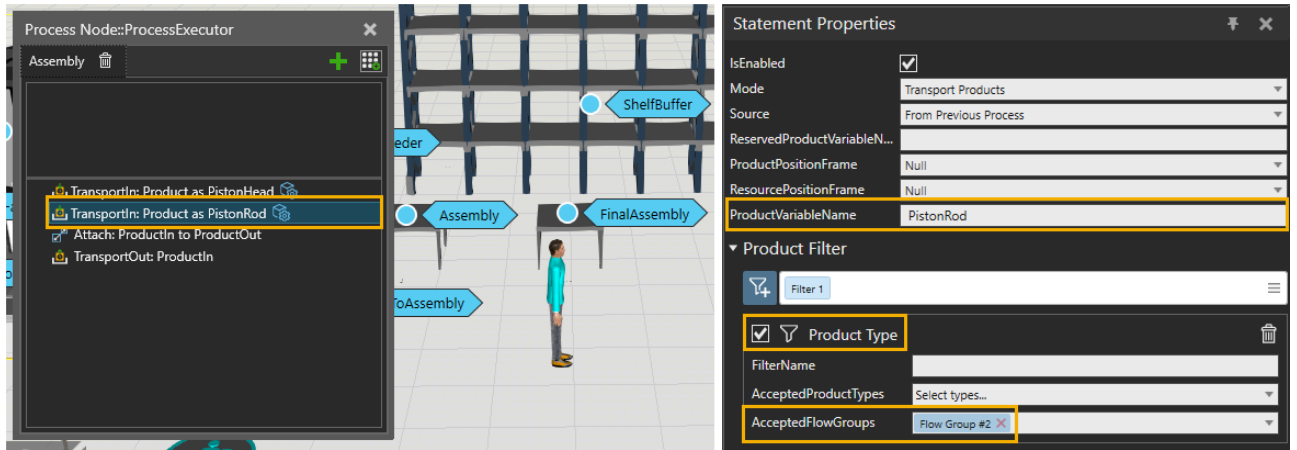 Process Node::ProcessExecutor
Assembly
TransportIn: Product as PistonHead
TransportIn: Product as PistonRod
Attach: ProductIn to ProductOut
TransportOut: ProductIn
ShelfBuffer
eder
Assembly
FinalAssembly
ToAssembly
Statement Properties
IsEnabled
Mode Transport Products
Source From Previous Process
ReservedProductVariableN...
ProductPositionFrame Null
ResourcePositionFrame Null
ProductVariableName PistonRod
Product Filter
Filter 1
Product Type
FilterName
AcceptedProductTypes Select types...
AcceptedFlowGroups Flow Group #2